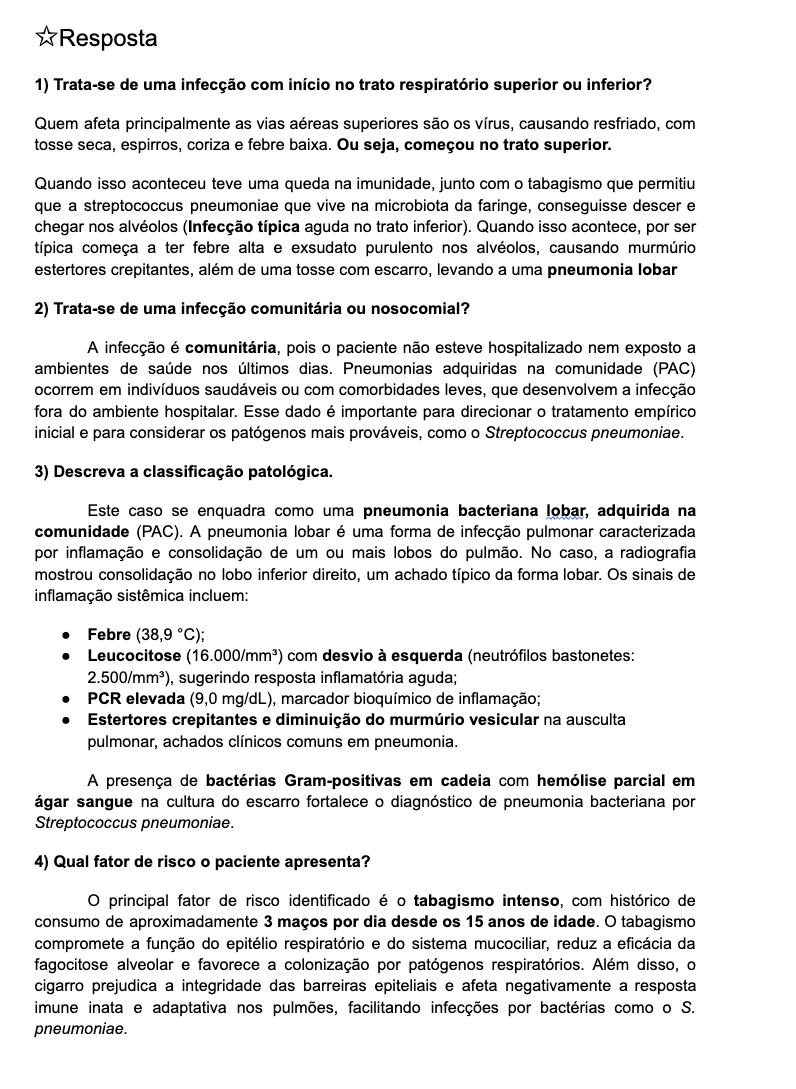 ☆Resposta
1) Trata-se de uma infecção com início no trato respiratório superior ou inferior?
Quem afeta principalmente as vias aéreas superiores são os vírus, causando resfriado, com
tosse seca, espirros, coriza e febre baixa. Ou seja, começou no trato superior.
Quando isso aconteceu teve uma queda na imunidade, junto com o tabagismo que permitiu
que a streptococcus pneumoniae que vive na microbiota da faringe, conseguisse descer e
chegar nos alvéolos (Infecção típica aguda no trato inferior). Quando isso acontece, por ser
típica começa a ter febre alta e exsudato purulento nos alvéolos, causando murmúrio
estertores crepitantes, além de uma tosse com escarro, levando a uma pneumonia lobar
2) Trata-se de uma infecção comunitária ou nosocomial?
A infecção é comunitária, pois o paciente não esteve hospitalizado nem exposto a
ambientes de saúde nos últimos dias. Pneumonias adquiridas na comunidade (PAC)
ocorrem em indivíduos saudáveis ou com comorbidades leves, que desenvolvem a infecção
fora do ambiente hospitalar. Esse dado é importante para direcionar o tratamento empírico
inicial e para considerar os patógenos mais prováveis, como o Streptococcus pneumoniae.
3) Descreva a classificação patológica.
Este caso se enquadra como uma pneumonia bacteriana lobar, adquirida na
comunidade (PAC). A pneumonia lobar é uma forma de infecção pulmonar caracterizada
por inflamação e consolidação de um ou mais lobos do pulmão. No caso, a radiografia
mostrou consolidação no lobo inferior direito, um achado típico da forma lobar. Os sinais de
inflamação sistêmica incluem:
● Febre (38,9 °C);
● Leucocitose (16.000/mm³) com desvio à esquerda (neutrófilos bastonetes:
2.500/mm³), sugerindo resposta inflamatória aguda;
● PCR elevada (9,0 mg/dL), marcador bioquímico de inflamação;
● Estertores crepitantes e diminuição do murmúrio vesicular na ausculta
pulmonar, achados clínicos comuns em pneumonia.
A presença de bactérias Gram-positivas em cadeia com hemólise parcial em
ágar sangue na cultura do escarro fortalece o diagnóstico de pneumonia bacteriana por
Streptococcus pneumoniae.
4) Qual fator de risco o paciente apresenta?
O principal fator de risco identificado é o tabagismo intenso, com histórico de
consumo de aproximadamente 3 maços por dia desde os 15 anos de idade. O tabagismo
compromete a função do epitélio respiratório e do sistema mucociliar, reduz a eficácia da
fagocitose alveolar e favorece a colonização por patógenos respiratórios. Além disso, o
cigarro prejudica a integridade das barreiras epiteliais e afeta negativamente a resposta
imune inata e adaptativa nos pulmões, facilitando infecções por bactérias como o S.
pneumoniae.